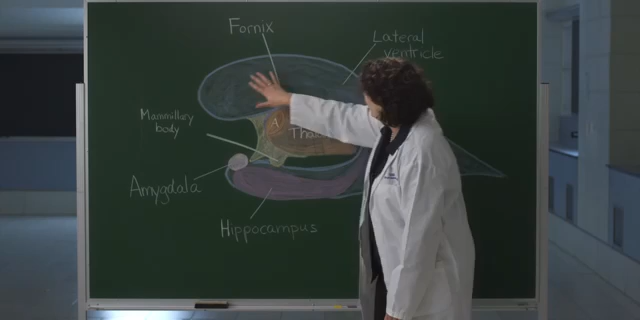 Fornix
Lateral
ventricle
Mammillary
body
Amygdala
Hippocampus